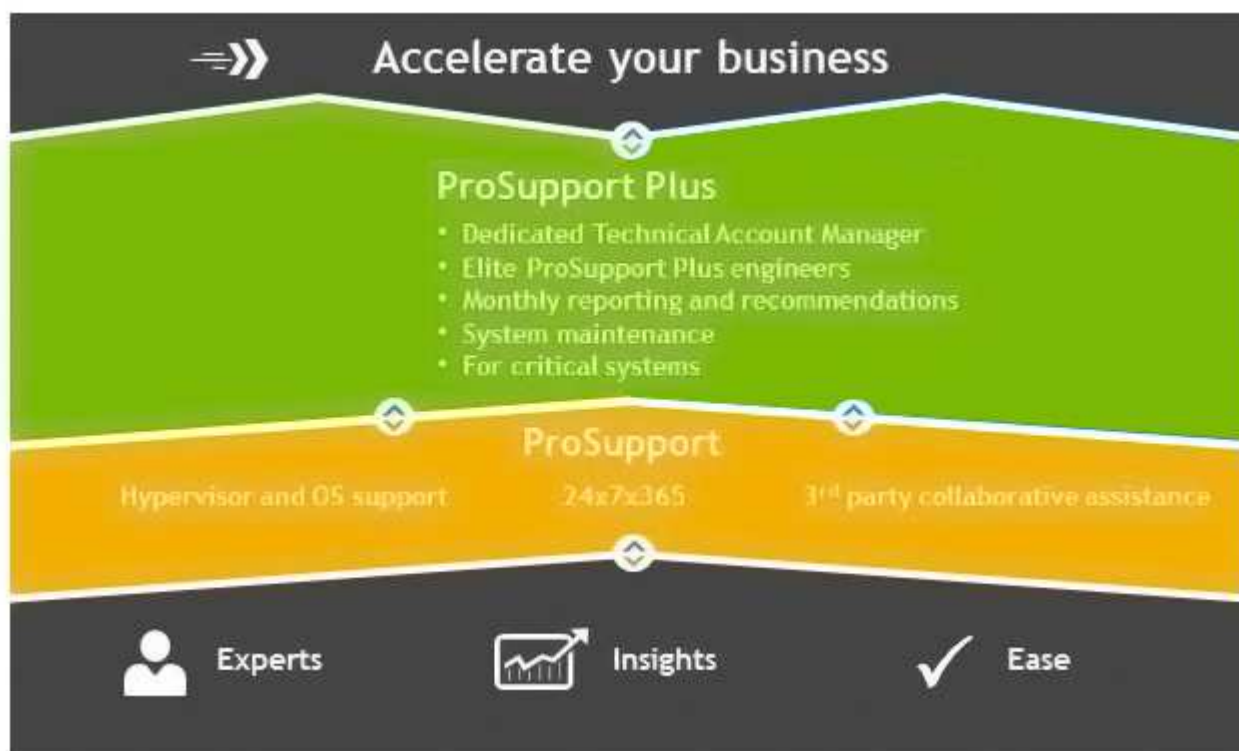 Accelerate your business
ProSupport Plus
• Dedicated Technical Account Manager
• Elite ProSupport Plus engineers
• Monthly reporting and recommendations
• System maintenance
• For critical systems
ProSupport
Hypervisor and OS support 24x7x365 3rd party collaborative assistance
Experts Insights Ease